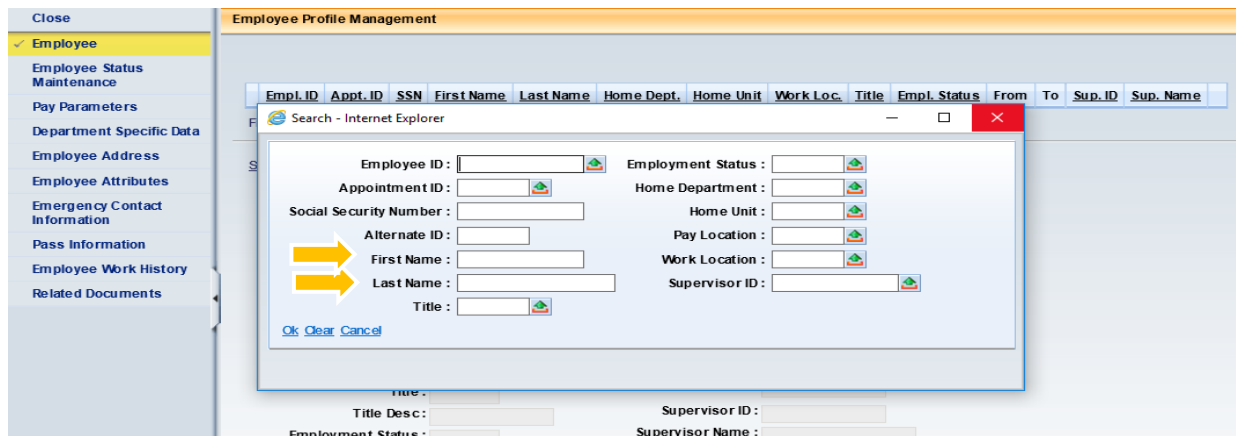 Close
Employee Profile Management
Employee
Employee Status
Maintenance
Pay Parameters
Department Specific Data
Employee Address
Employee Attributes
Emergency Contact
Information
Pass Information
Employee Work History
Related Documents
Empl. ID Appt. ID SSN First Name Last Name Home Dept. Home Unit Work Loc. Title Empl. Status From To Sup. ID Sup. Name
F
S
Search - Internet Explorer
Employee ID : Employment Status :
Appointment ID : Home Department :
Social Security Number : Home Unit :
Alternate ID : Pay Location :
First Name : Work Location :
Last Name : Supervisor ID :
Title :
Ok Clear Cancel
Title :
Title Desc : Supervisor ID :
Employment Status : Supervisor Name :